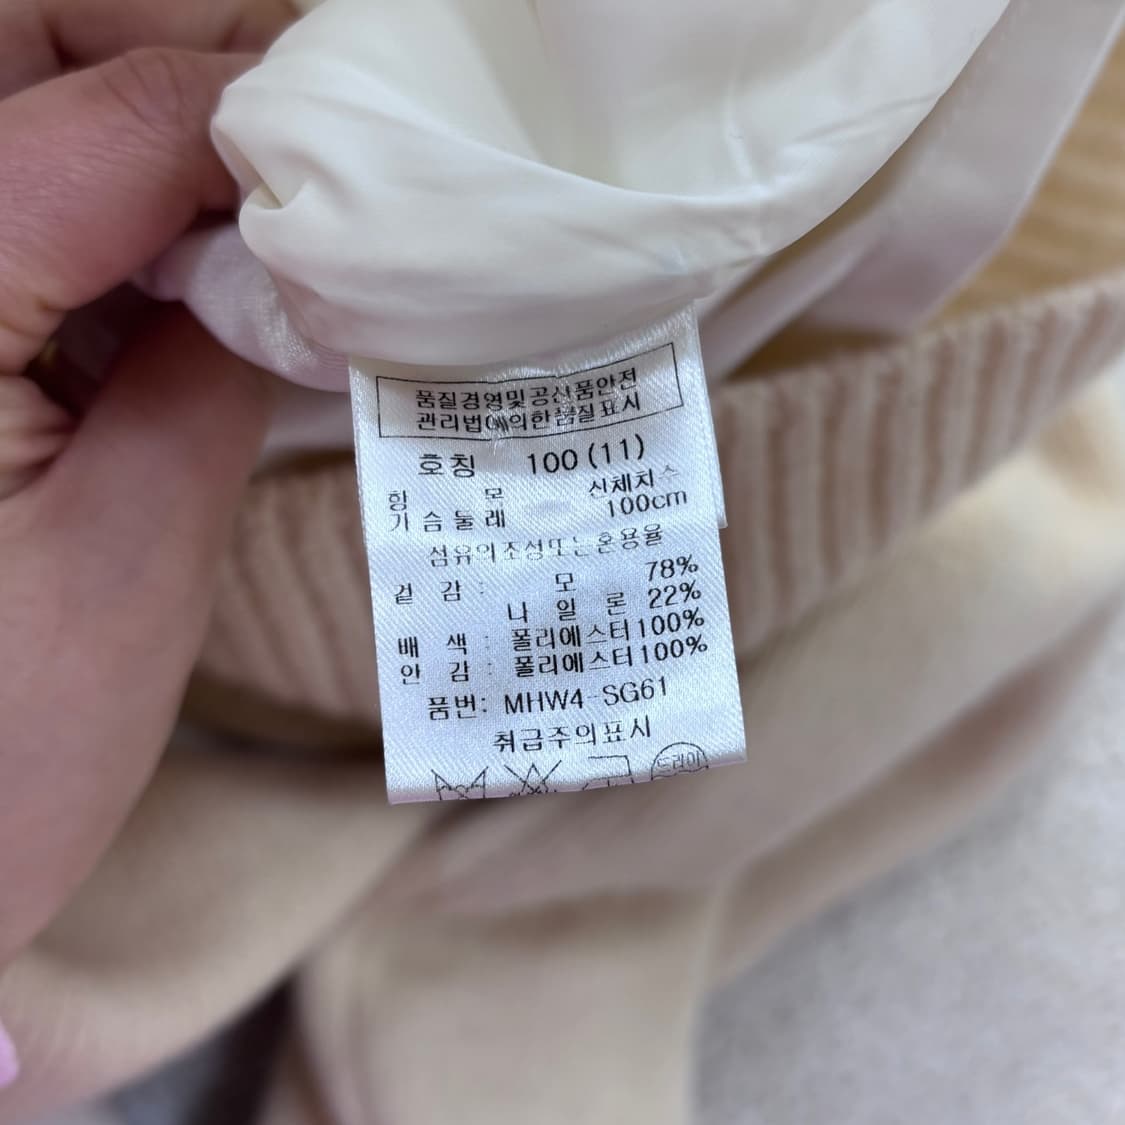 품질경영및공산품안전
관리법에의한품질표시
호칭 100 (11)
항 모 신체치수
가슴둘레 100cm
섬유의조성또는혼용율
겉 감 : 모 78%
나 일 론 22%
배 색 : 폴리에스터100%
안 감 : 폴리에스터100%
품번: MHW4-SG61
취급주의표시
드라이